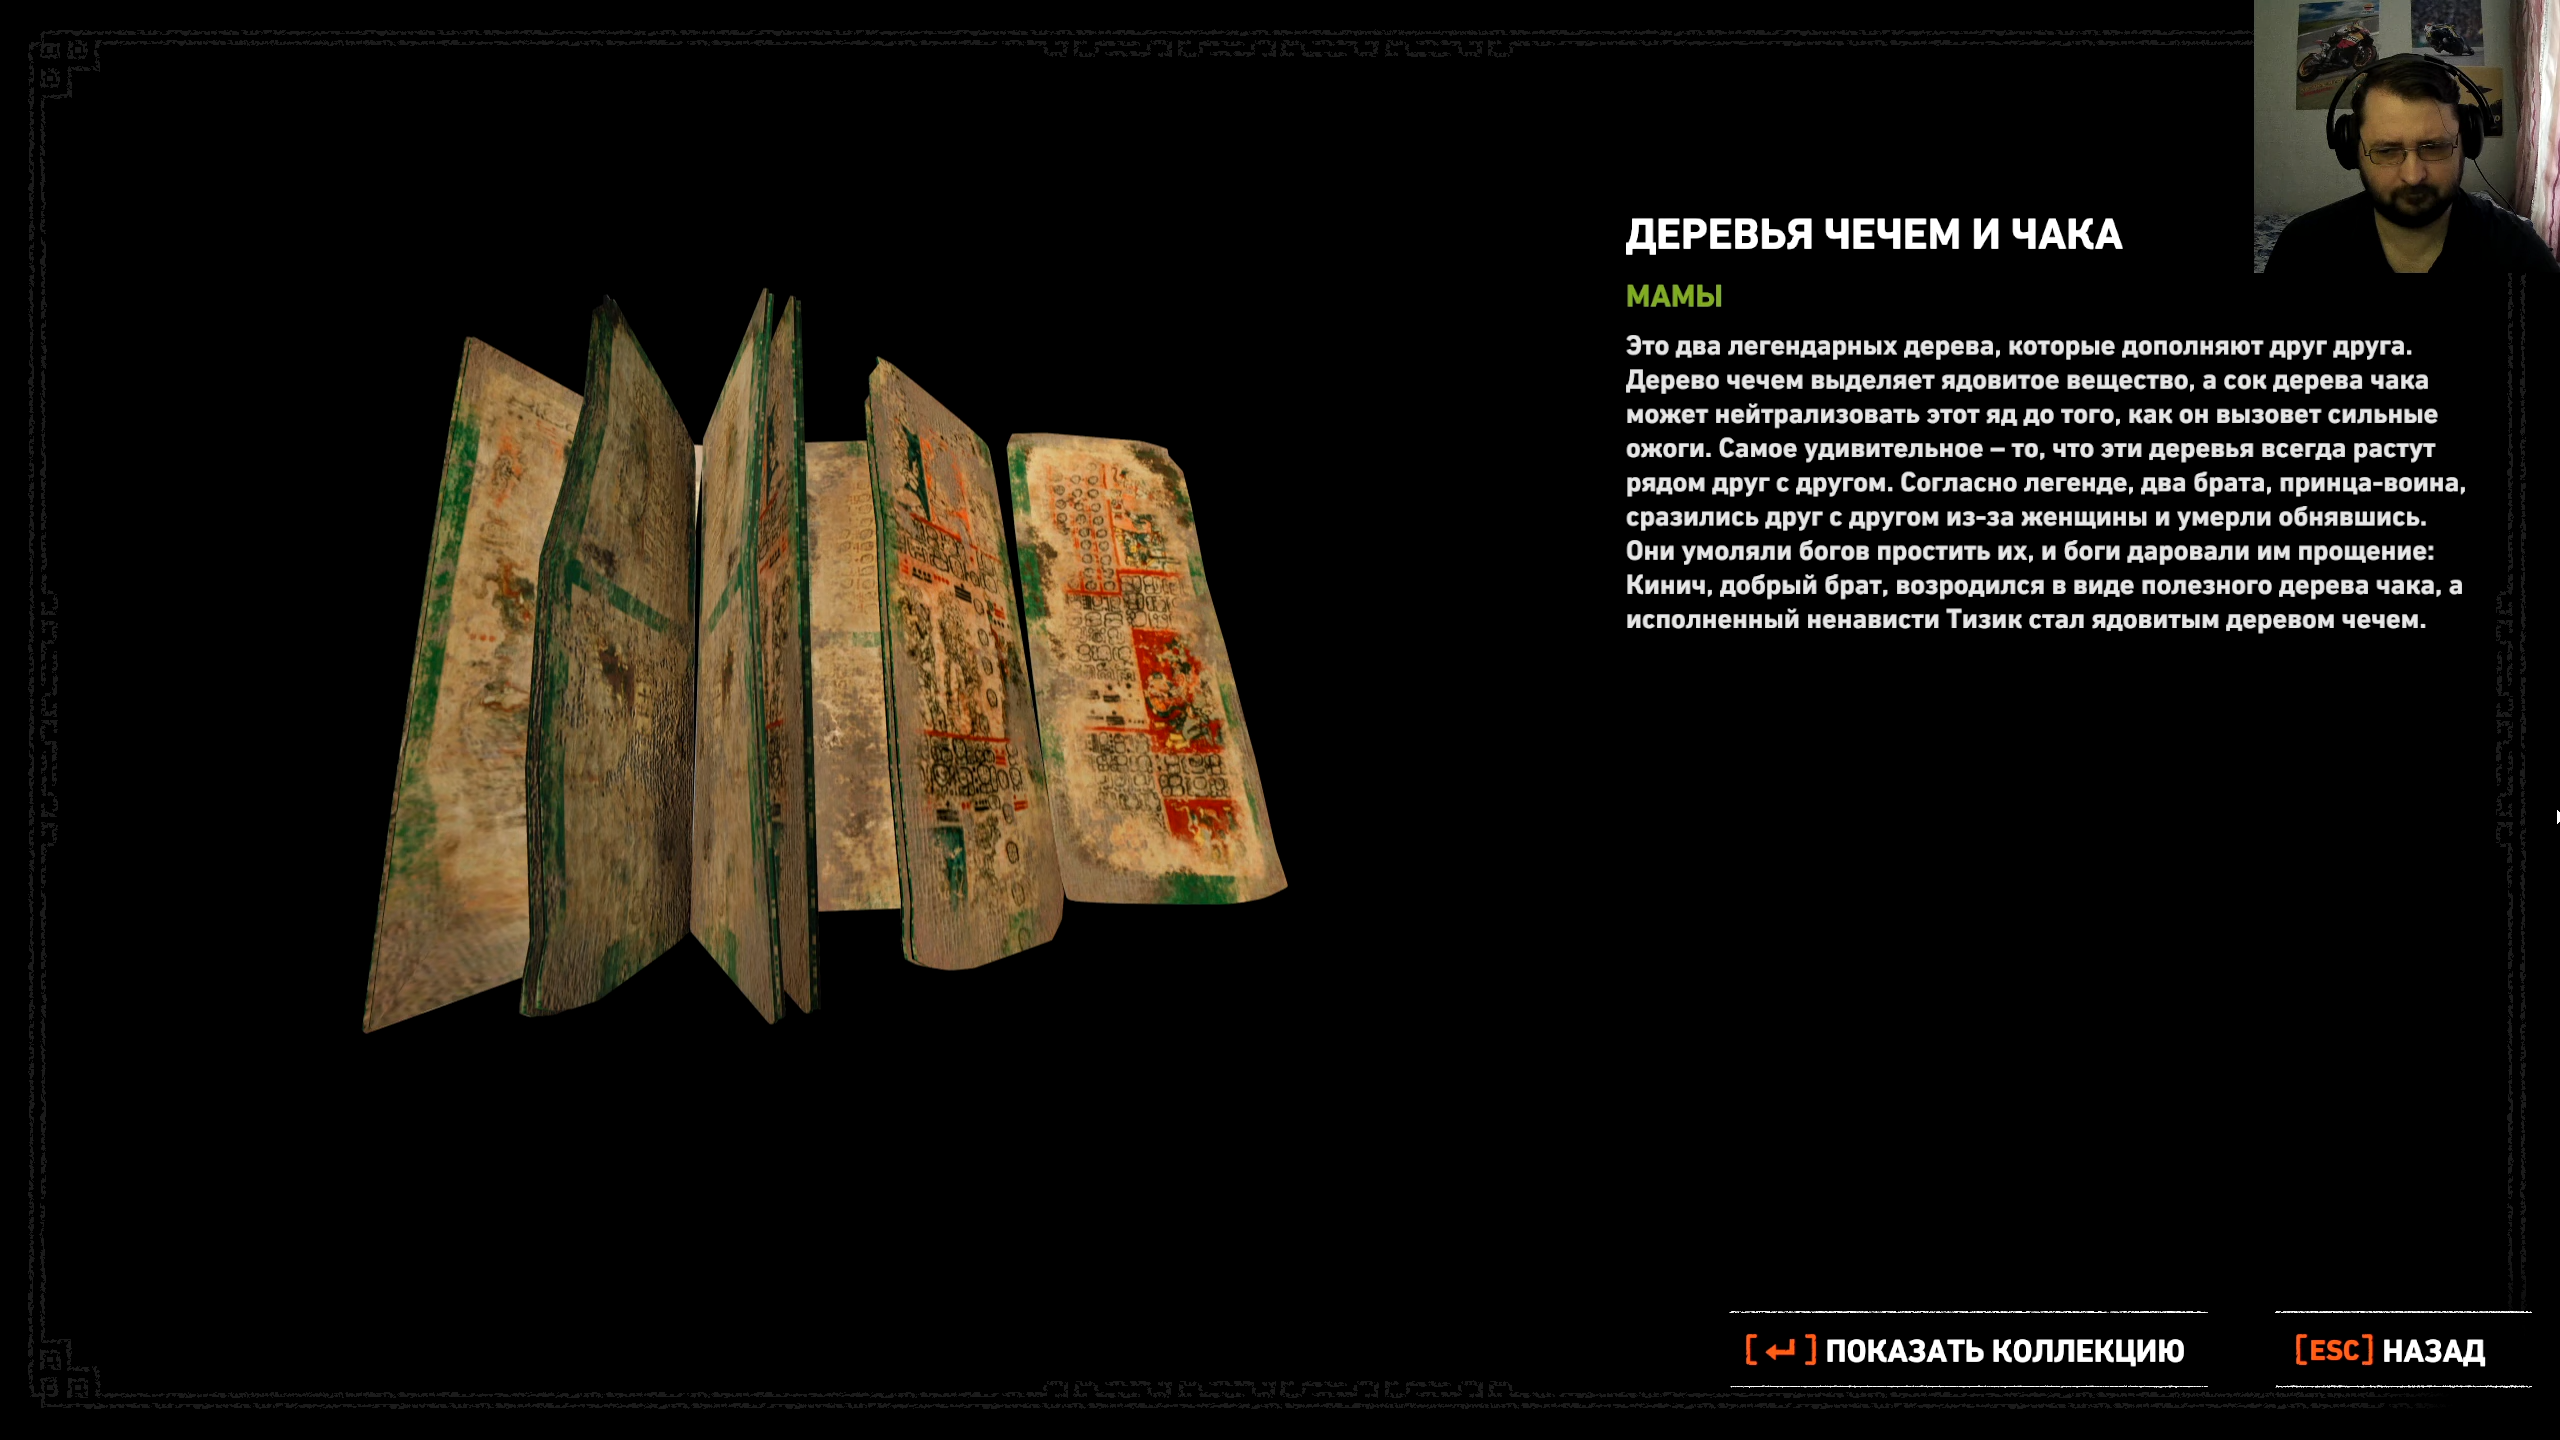 ДЕРЕВЬЯ ЧЕЧЕМ И ЧАКА
МАМЫ
Это два легендарных дерева, которые дополняют друг друга.
Дерево чечем выделяет ядовитое вещество, а сок дерева чака
может нейтрализовать этот яд до того, как он вызовет сильные
ожоги. Самое удивительное – то, что эти деревья всегда растут
рядом друг с другом. Согласно легенде, два брата, принца-воина,
сразились друг с другом из-за женщины и умерли обнявшись.
Они умоляли богов простить их, и боги даровали им прощение:
Кинич, добрый брат, возродился в виде полезного дерева чака, а
исполненный ненависти Тизик стал ядовитым деревом чечем.
[↵] ПОКАЗАТЬ КОЛЛЕКЦИЮ
[ESC] НАЗАД